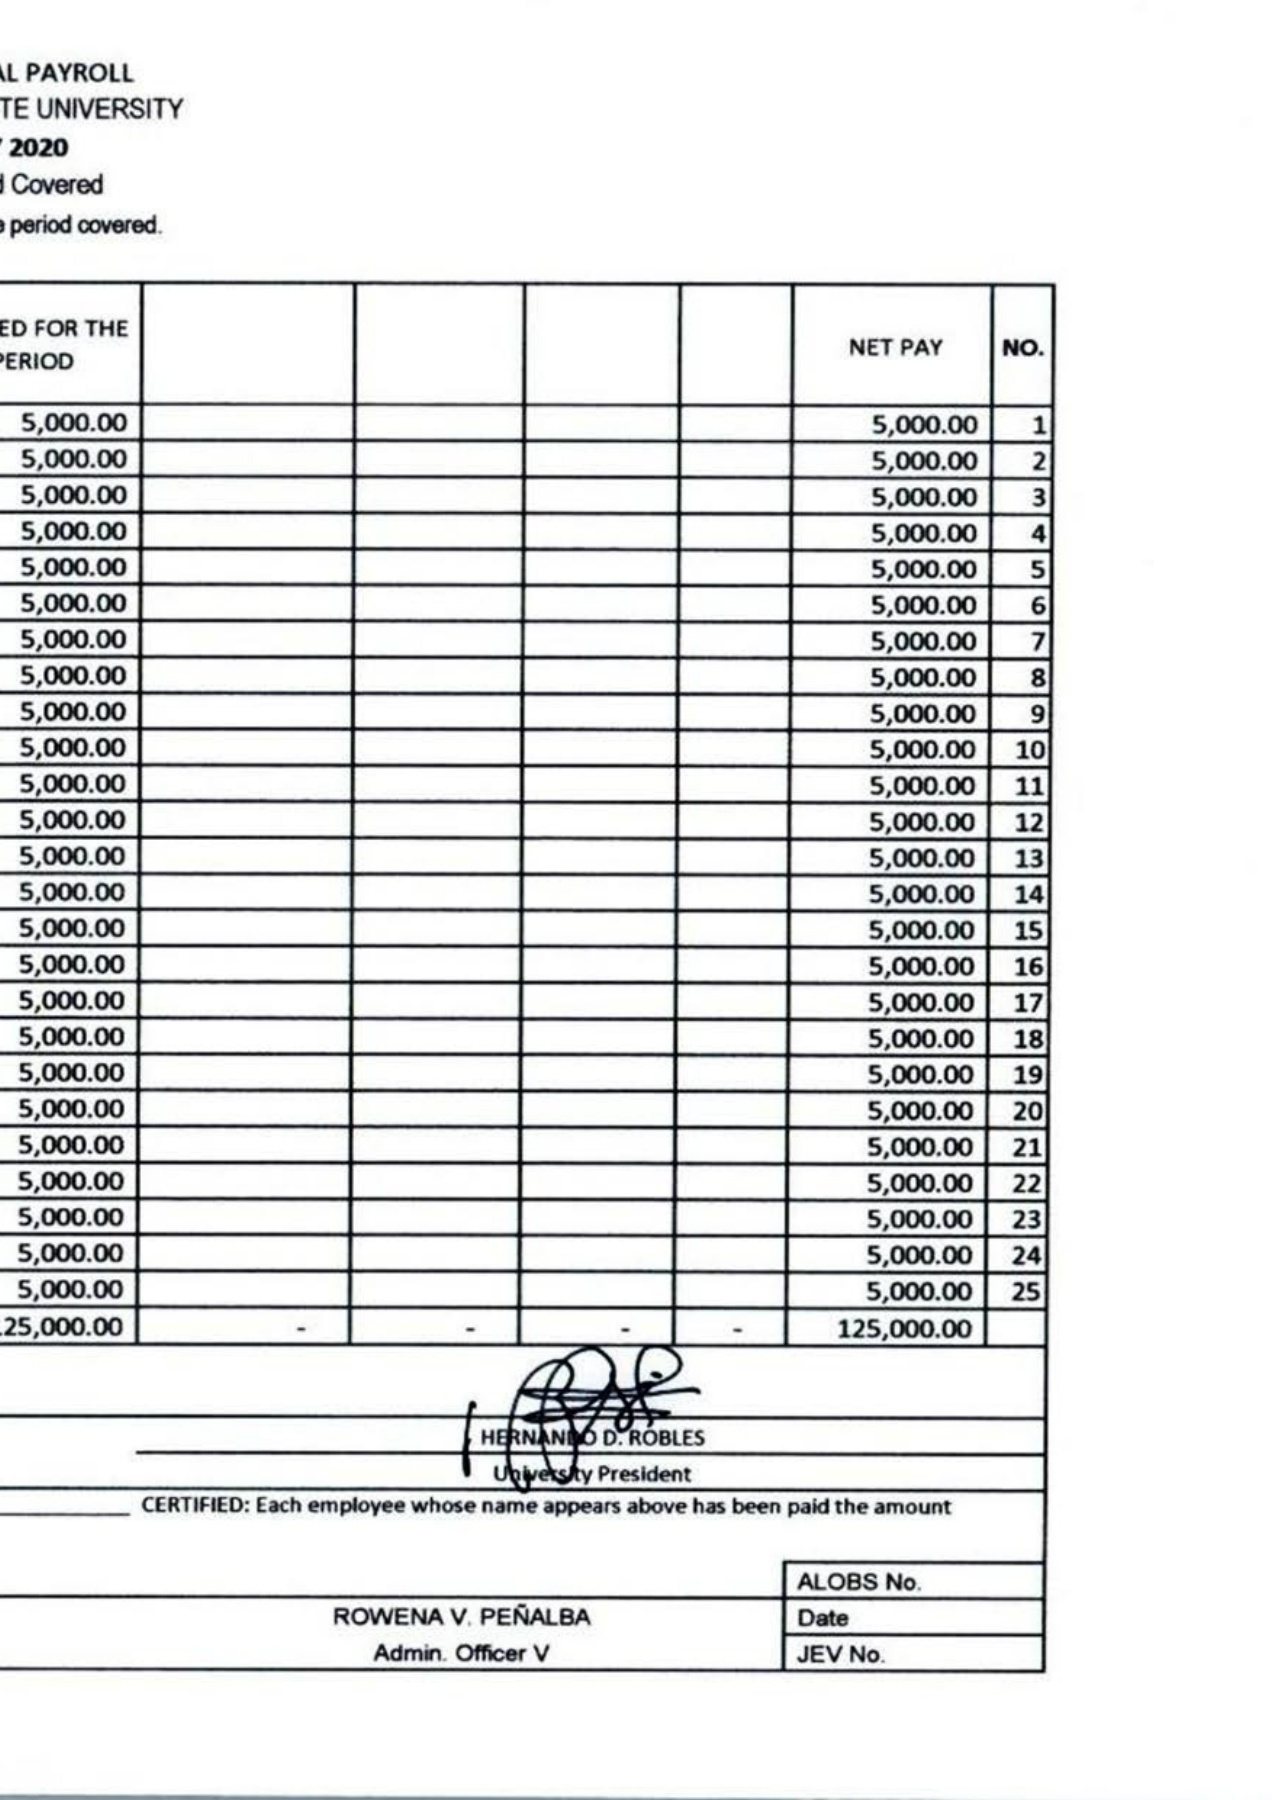 AL PAYROLL
TE UNIVERSITY
2020
d Covered
e period covered.
ED FOR THE
PERIOD
NET PAY NO.
5,000.00 5,000.00 1
5,000.00 5,000.00 2
5,000.00 5,000.00 3
5,000.00 5,000.00 4
5,000.00 5,000.00 5
5,000.00 5,000.00 6
5,000.00 5,000.00 7
5,000.00 5,000.00 8
5,000.00 5,000.00 9
5,000.00 5,000.00 10
5,000.00 5,000.00 11
5,000.00 5,000.00 12
5,000.00 5,000.00 13
5,000.00 5,000.00 14
5,000.00 5,000.00 15
5,000.00 5,000.00 16
5,000.00 5,000.00 17
5,000.00 5,000.00 18
5,000.00 5,000.00 19
5,000.00 5,000.00 20
5,000.00 5,000.00 21
5,000.00 5,000.00 22
5,000.00 5,000.00 23
5,000.00 5,000.00 24
5,000.00 5,000.00 25
25,000.00 - - - - 125,000.00
HERNANDO D. ROBLES
University President
CERTIFIED: Each employee whose name appears above has been paid the amount
ALOBS No.
ROWENA V. PEÑALBA Date
Admin. Officer V JEV No.